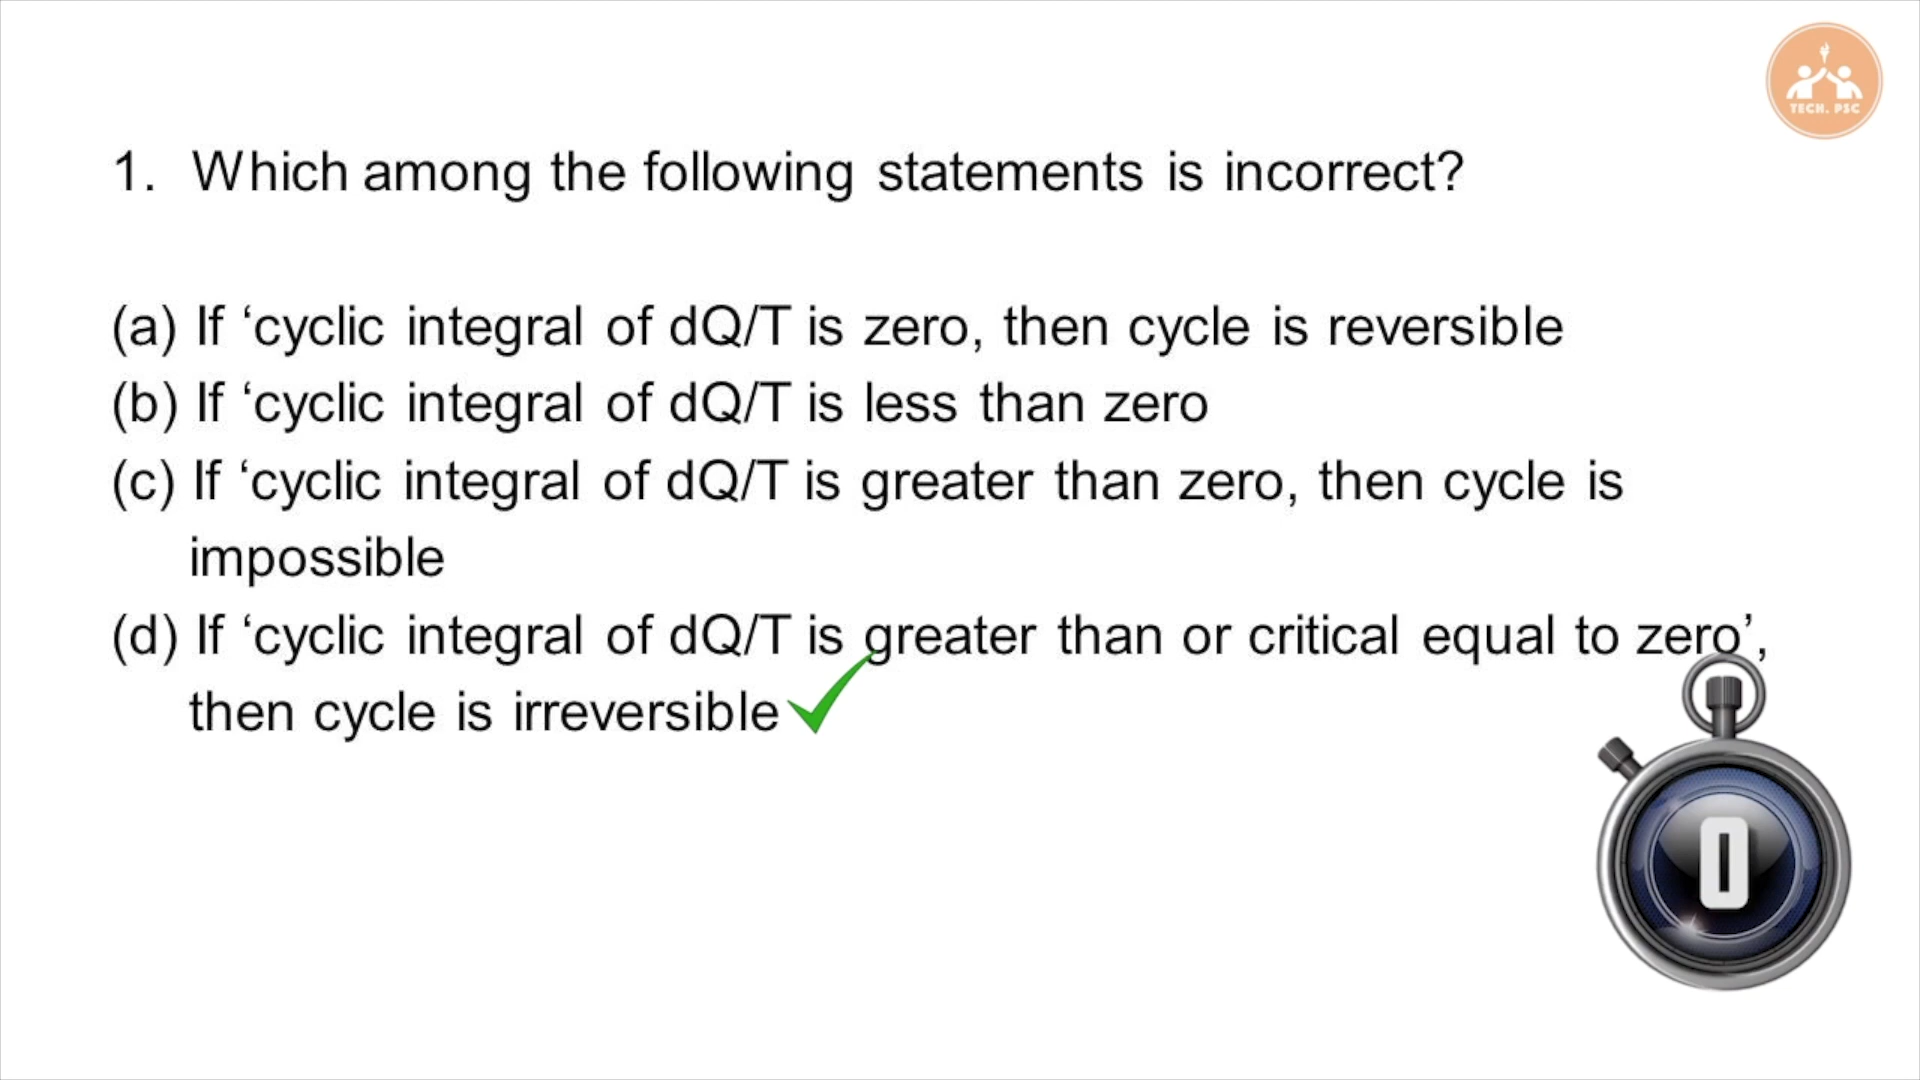 TECH. PSC
1. Which among the following statements is incorrect?
(a) If ‘cyclic integral of dQ/T is zero, then cycle is reversible
(b) If ‘cyclic integral of dQ/T is less than zero
(c) If ‘cyclic integral of dQ/T is greater than zero, then cycle is
impossible
(d) If ‘cyclic integral of dQ/T is greater than or critical equal to zero’,
then cycle is irreversible
0